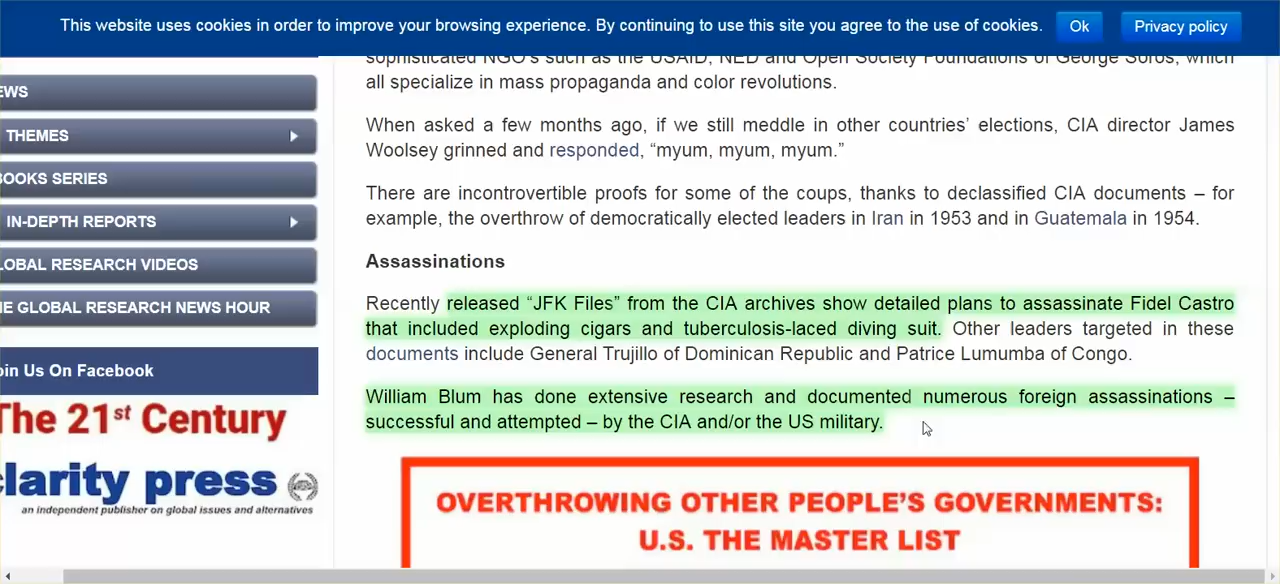 This website uses cookies in order to improve your browsing experience. By continuing to use this site you agree to the use of cookies. Ok Privacy policy
sophisticated NGO's such as the USAID, NED and Open Society Foundations of George Soros, which
all specialize in mass propaganda and color revolutions.
When asked a few months ago, if we still meddle in other countries' elections, CIA director James
Woolsey grinned and responded, “myum, myum, myum.”
There are incontrovertible proofs for some of the coups, thanks to declassified CIA documents – for
example, the overthrow of democratically elected leaders in Iran in 1953 and in Guatemala in 1954.
Assassinations
Recently released “JFK Files” from the CIA archives show detailed plans to assassinate Fidel Castro
that included exploding cigars and tuberculosis-laced diving suit. Other leaders targeted in these
documents include General Trujillo of Dominican Republic and Patrice Lumumba of Congo.
William Blum has done extensive research and documented numerous foreign assassinations –
successful and attempted – by the CIA and/or the US military.
OVERTHROWING OTHER PEOPLE'S GOVERNMENTS:
U.S. THE MASTER LIST
EWS
THEMES
BOOKS SERIES
IN-DEPTH REPORTS
LOBAL RESEARCH VIDEOS
HE GLOBAL RESEARCH NEWS HOUR
oin Us On Facebook
The 21st Century
clarity press
an independent publisher on global issues and alternatives